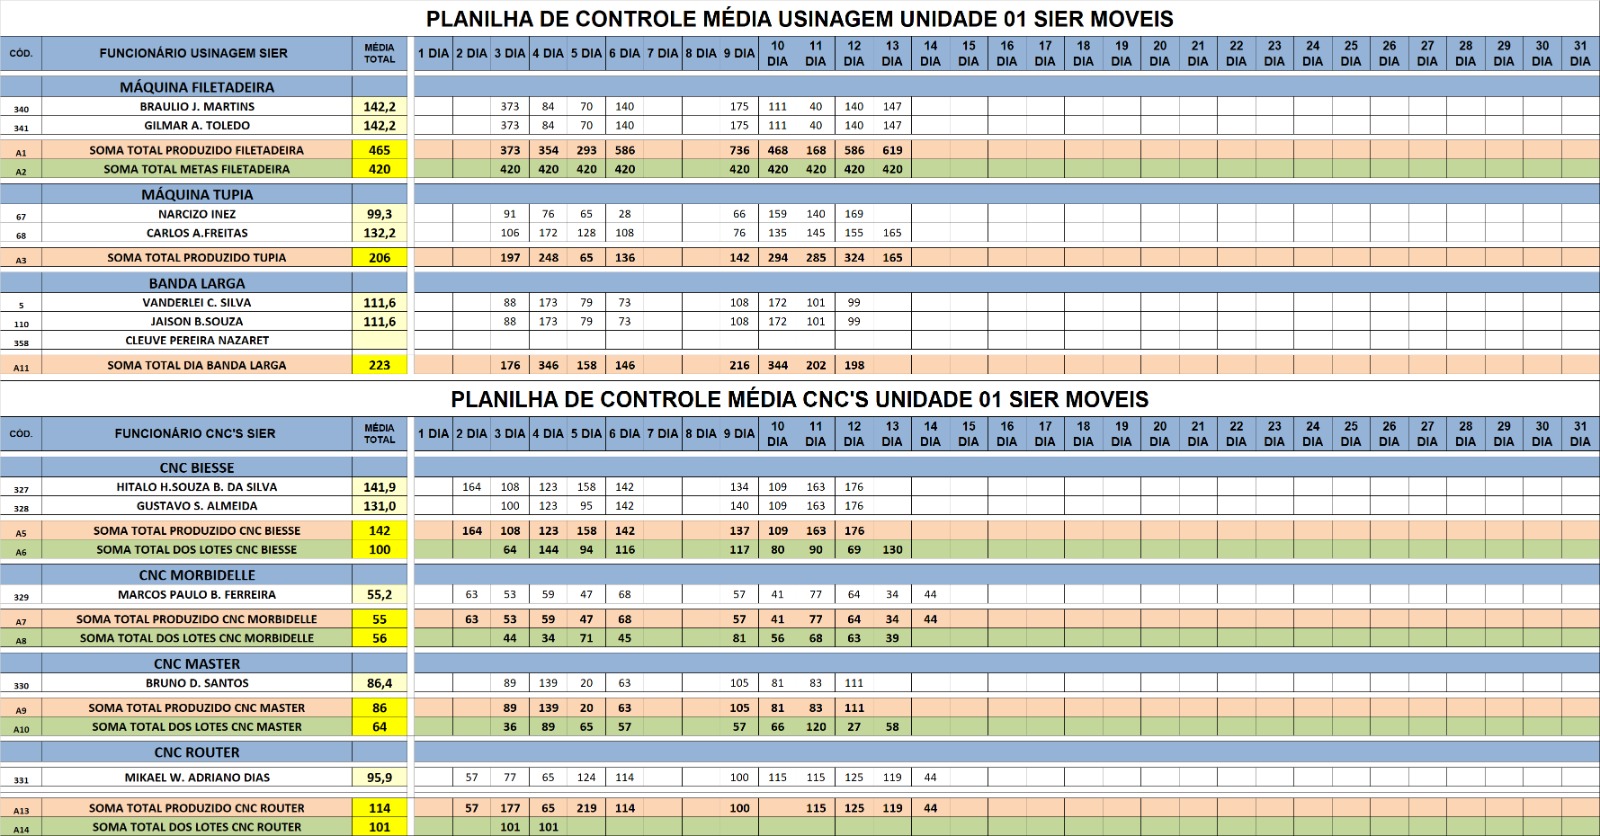 PLANILHA DE CONTROLE MÉDIA USINAGEM UNIDADE 01 SIER MOVEIS
CÓD. FUNCIONÁRIO USINAGEM SIER MÉDIA TOTAL 1 DIA 2 DIA 3 DIA 4 DIA 5 DIA 6 DIA 7 DIA 8 DIA 9 DIA 10 DIA 11 DIA 12 DIA 13 DIA 14 DIA 15 DIA 16 DIA 17 DIA 18 DIA 19 DIA 20 DIA 21 DIA 22 DIA 23 DIA 24 DIA 25 DIA 26 DIA 27 DIA 28 DIA 29 DIA 30 DIA 31 DIA
MÁQUINA FILETADEIRA
340 BRAULIO J. MARTINS 142,2 373 84 70 140 175 111 40 140 147
341 GILMAR A. TOLEDO 142,2 373 84 70 140 175 111 40 140 147
A1 SOMA TOTAL PRODUZIDO FILETADEIRA 465 373 354 293 586 736 468 168 586 619
A2 SOMA TOTAL METAS FILETADEIRA 420 420 420 420 420 420 420 420 420 420
MÁQUINA TUPIA
67 NARCIZO INEZ 99,3 91 76 65 28 66 159 140 169
68 CARLOS A.FREITAS 132,2 106 172 128 108 76 135 145 155 165
A3 SOMA TOTAL PRODUZIDO TUPIA 206 197 248 65 136 142 294 285 324 165
BANDA LARGA
5 VANDERLEI C. SILVA 111,6 88 173 79 73 108 172 101 99
110 JAISON B.SOUZA 111,6 88 173 79 73 108 172 101 99
358 CLEUVE PEREIRA NAZARET
A11 SOMA TOTAL DIA BANDA LARGA 223 176 346 158 146 216 344 202 198
PLANILHA DE CONTROLE MÉDIA CNC'S UNIDADE 01 SIER MOVEIS
CÓD. FUNCIONÁRIO CNC'S SIER MÉDIA TOTAL 1 DIA 2 DIA 3 DIA 4 DIA 5 DIA 6 DIA 7 DIA 8 DIA 9 DIA 10 DIA 11 DIA 12 DIA 13 DIA 14 DIA 15 DIA 16 DIA 17 DIA 18 DIA 19 DIA 20 DIA 21 DIA 22 DIA 23 DIA 24 DIA 25 DIA 26 DIA 27 DIA 28 DIA 29 DIA 30 DIA 31 DIA
CNC BIESSE
327 HITALO H.SOUZA B. DA SILVA 141,9 164 108 123 158 142 134 109 163 176
328 GUSTAVO S. ALMEIDA 131,0 100 123 95 142 140 109 163 176
A5 SOMA TOTAL PRODUZIDO CNC BIESSE 142 164 108 123 158 142 137 109 163 176
A6 SOMA TOTAL DOS LOTES CNC BIESSE 100 64 144 94 116 117 80 90 69 130
CNC MORBIDELLE
329 MARCOS PAULO B. FERREIRA 55,2 63 53 59 47 68 57 41 77 64 34 44
A7 SOMA TOTAL PRODUZIDO CNC MORBIDELLE 55 63 53 59 47 68 57 41 77 64 34 44
A8 SOMA TOTAL DOS LOTES CNC MORBIDELLE 56 44 34 71 45 81 56 68 63 39
CNC MASTER
330 BRUNO D. SANTOS 86,4 89 139 20 63 105 81 83 111
A9 SOMA TOTAL PRODUZIDO CNC MASTER 86 89 139 20 63 105 81 83 111
A10 SOMA TOTAL DOS LOTES CNC MASTER 64 36 89 65 57 57 66 120 27 58
CNC ROUTER
331 MIKAEL W. ADRIANO DIAS 95,9 57 77 65 124 114 100 115 115 125 119 44
A13 SOMA TOTAL PRODUZIDO CNC ROUTER 114 57 177 65 219 114 100 115 125 119 44
A14 SOMA TOTAL DOS LOTES CNC ROUTER 101 101 101